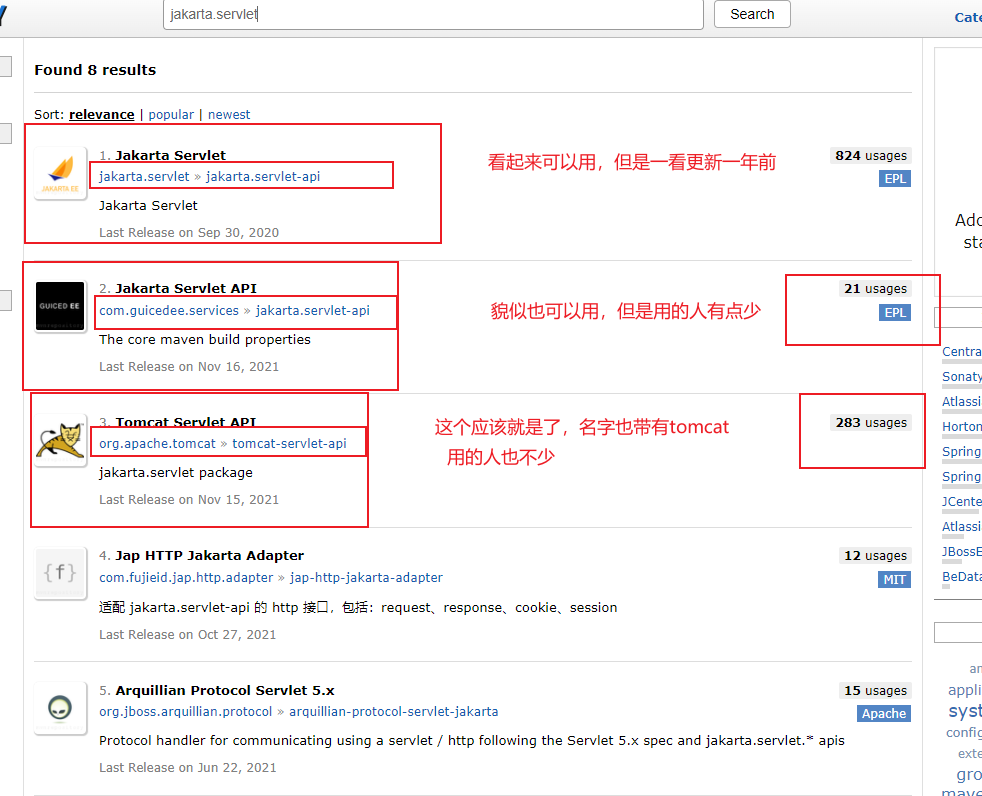 jakarta.servlet
Search
Found 8 results
Sort: relevance | popular | newest
1. Jakarta Servlet
824 usages
jakarta.servlet » jakarta.servlet-api
EPL
看起来可以用，但是一看更新一年前
JAKARTA EE
Jakarta Servlet
Last Release on Sep 30, 2020
2. Jakarta Servlet API
21 usages
GUICED EE
com.guicedee.services » jakarta.servlet-api
EPL
貌似也可以用，但是用的人有点少
The core maven build properties
Last Release on Nov 16, 2021
3. Tomcat Servlet API
283 usages
org.apache.tomcat » tomcat-servlet-api
这个应该就是了，名字也带有tomcat
用的人也不少
jakarta.servlet package
Last Release on Nov 15, 2021
4. Jap HTTP Jakarta Adapter
12 usages
{f}
com.fujieid.jap.http.adapter » jap-http-jakarta-adapter
MIT
适配 jakarta.servlet-api 的 http 接口，包括：request、response、cookie、session
Last Release on Oct 27, 2021
5. Arquillian Protocol Servlet 5.x
15 usages
org.jboss.arquillian.protocol » arquillian-protocol-servlet-jakarta
Apache
Protocol handler for communicating using a servlet / http following the Servlet 5.x spec and jakarta.servlet.* apis
Last Release on Jun 22, 2021
Cate
Ado
sta
Centra
Sonaty
Atlassi
Horton
Spring
Spring
JCente
Atlassi
JBossE
BeData
an
appli
syst
config
exte
gro
mave